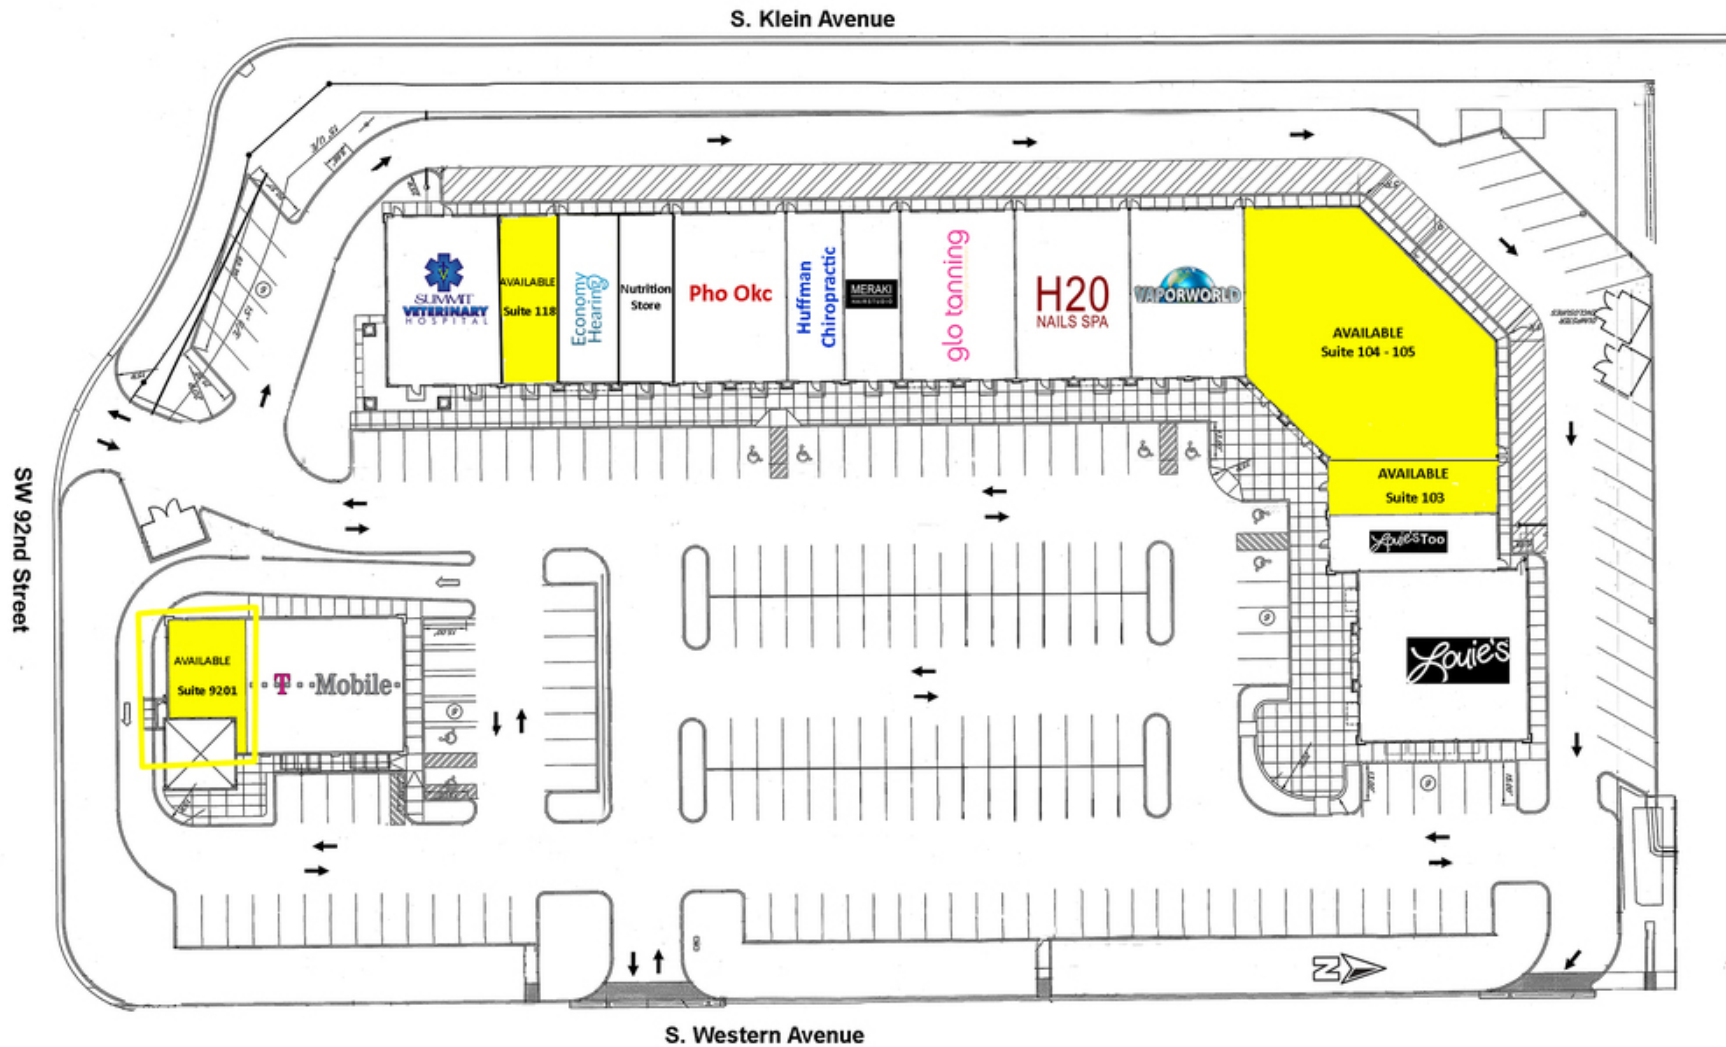 S. Klein Avenue
SW 92nd Street
SUMMIT
VETERINARY
HOSPITAL
AVAILABLE
Suite 118
Economy
Hearing
Nutrition
Store
Pho Okc
Huffman
Chiropractic
MERAKI
glo tanning
H20
NAILS SPA
VAPORWORLD
AVAILABLE
Suite 104 - 105
AVAILABLE
Suite 103
Louie's Too
Louie's
AVAILABLE
Suite 9201
T Mobile
DUMPSTER
ENCLOSURES
N
S. Western Avenue